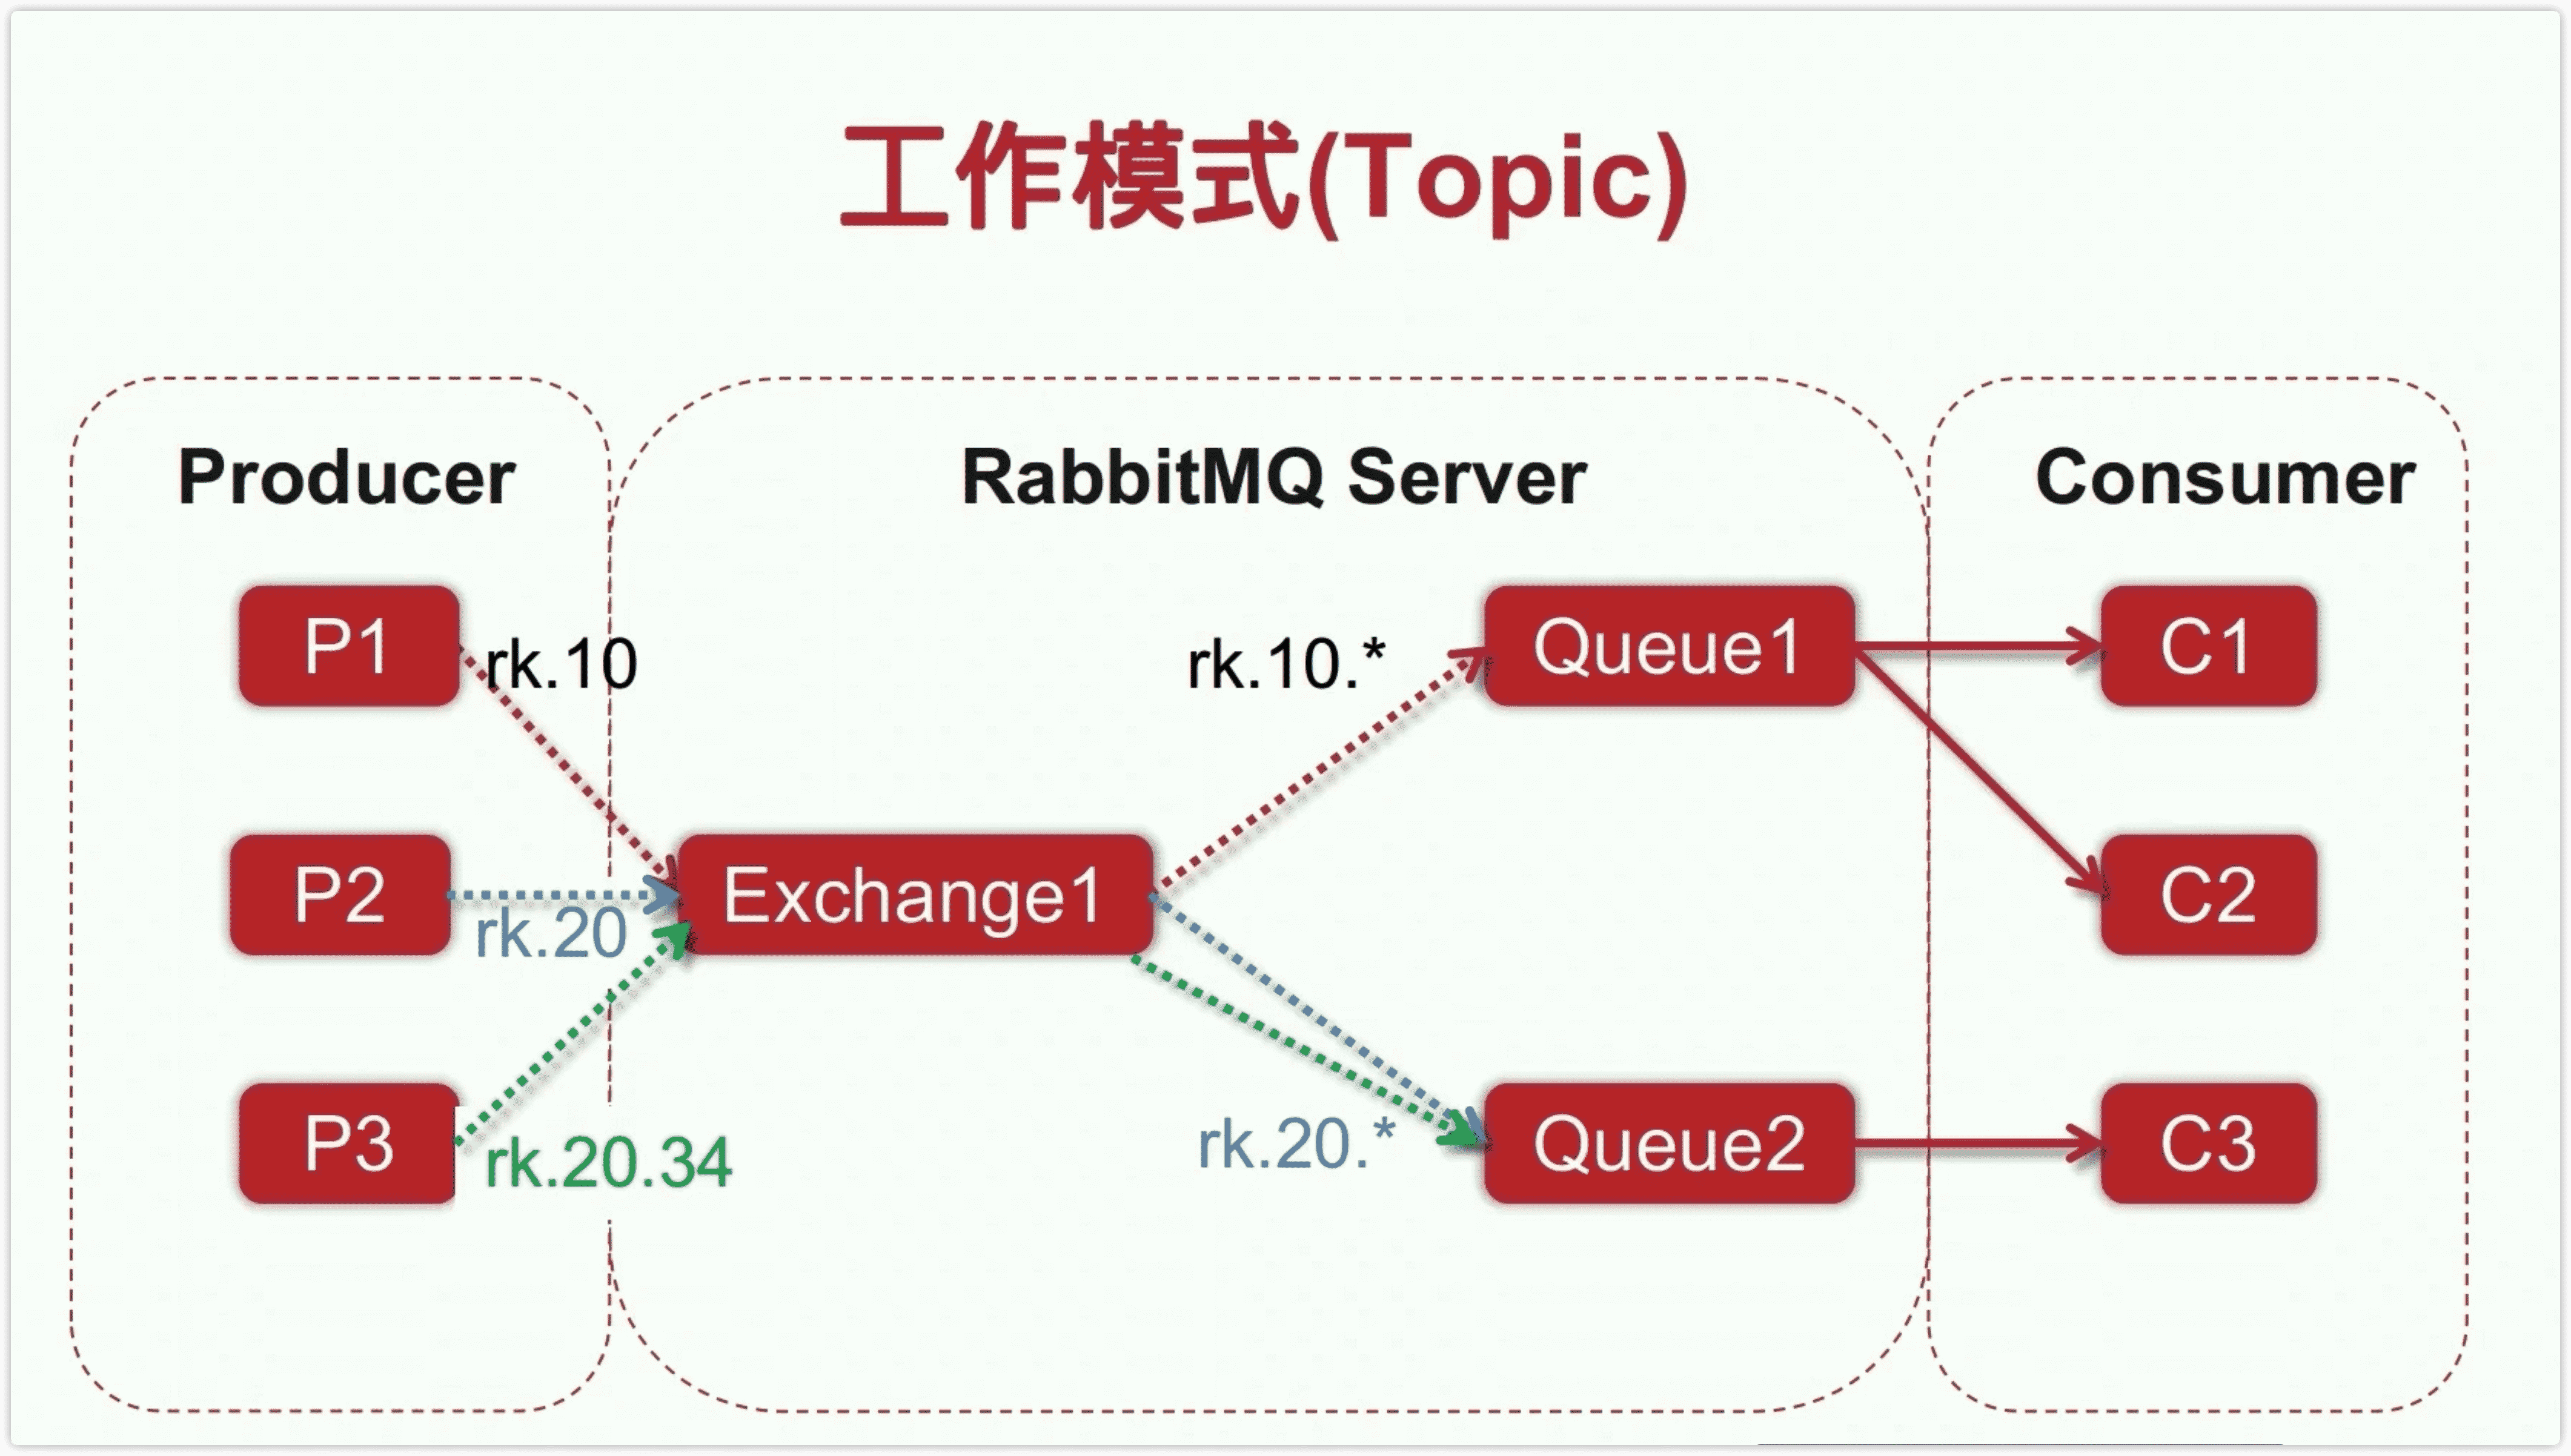 工作模式(Topic)
Producer
RabbitMQ Server
Consumer
P1
rk.10
rk.10.*
Queue1
C1
P2
rk.20
Exchange1
C2
P3
rk.20.34
rk.20.*
Queue2
C3